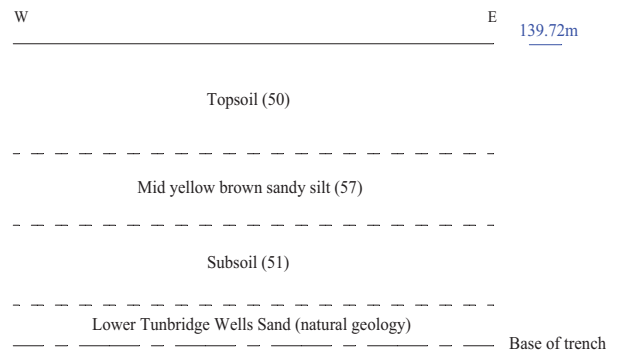 W E
139.72m
Topsoil (50)
Mid yellow brown sandy silt (57)
Subsoil (51)
Lower Tunbridge Wells Sand (natural geology)
Base of trench